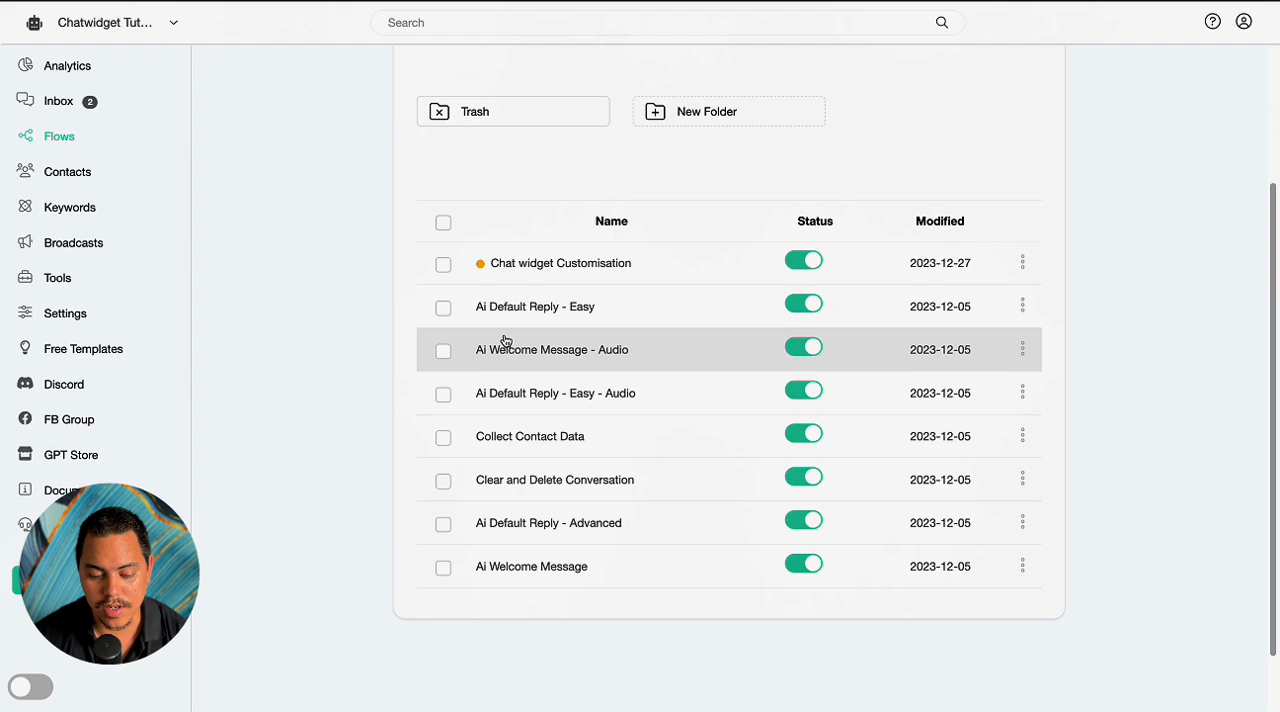 Chatwidget Tut...
Search
Analytics
Inbox 2
Flows
Contacts
Keywords
Broadcasts
Tools
Settings
Free Templates
Discord
FB Group
GPT Store
Trash
New Folder
Name Status Modified
Chat widget Customisation 2023-12-27
Ai Default Reply - Easy 2023-12-05
Ai Welcome Message - Audio 2023-12-05
Ai Default Reply - Easy - Audio 2023-12-05
Collect Contact Data 2023-12-05
Clear and Delete Conversation 2023-12-05
Ai Default Reply - Advanced 2023-12-05
Ai Welcome Message 2023-12-05